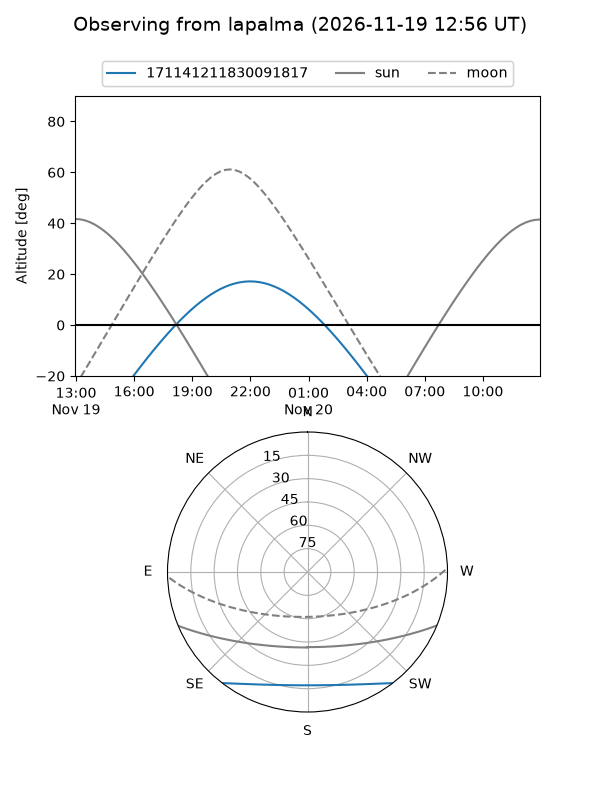 Observing from lapalma (2026-11-19 12:56 UT)
171141211830091817 sun moon
Altitude [deg]
80
60
40
20
0
−20
13:00 16:00 19:00 22:00 01:00 04:00 07:00 10:00
Nov 19 Nov 20
N
NE NW
15
30
45
60
75
E W
SE SW
S